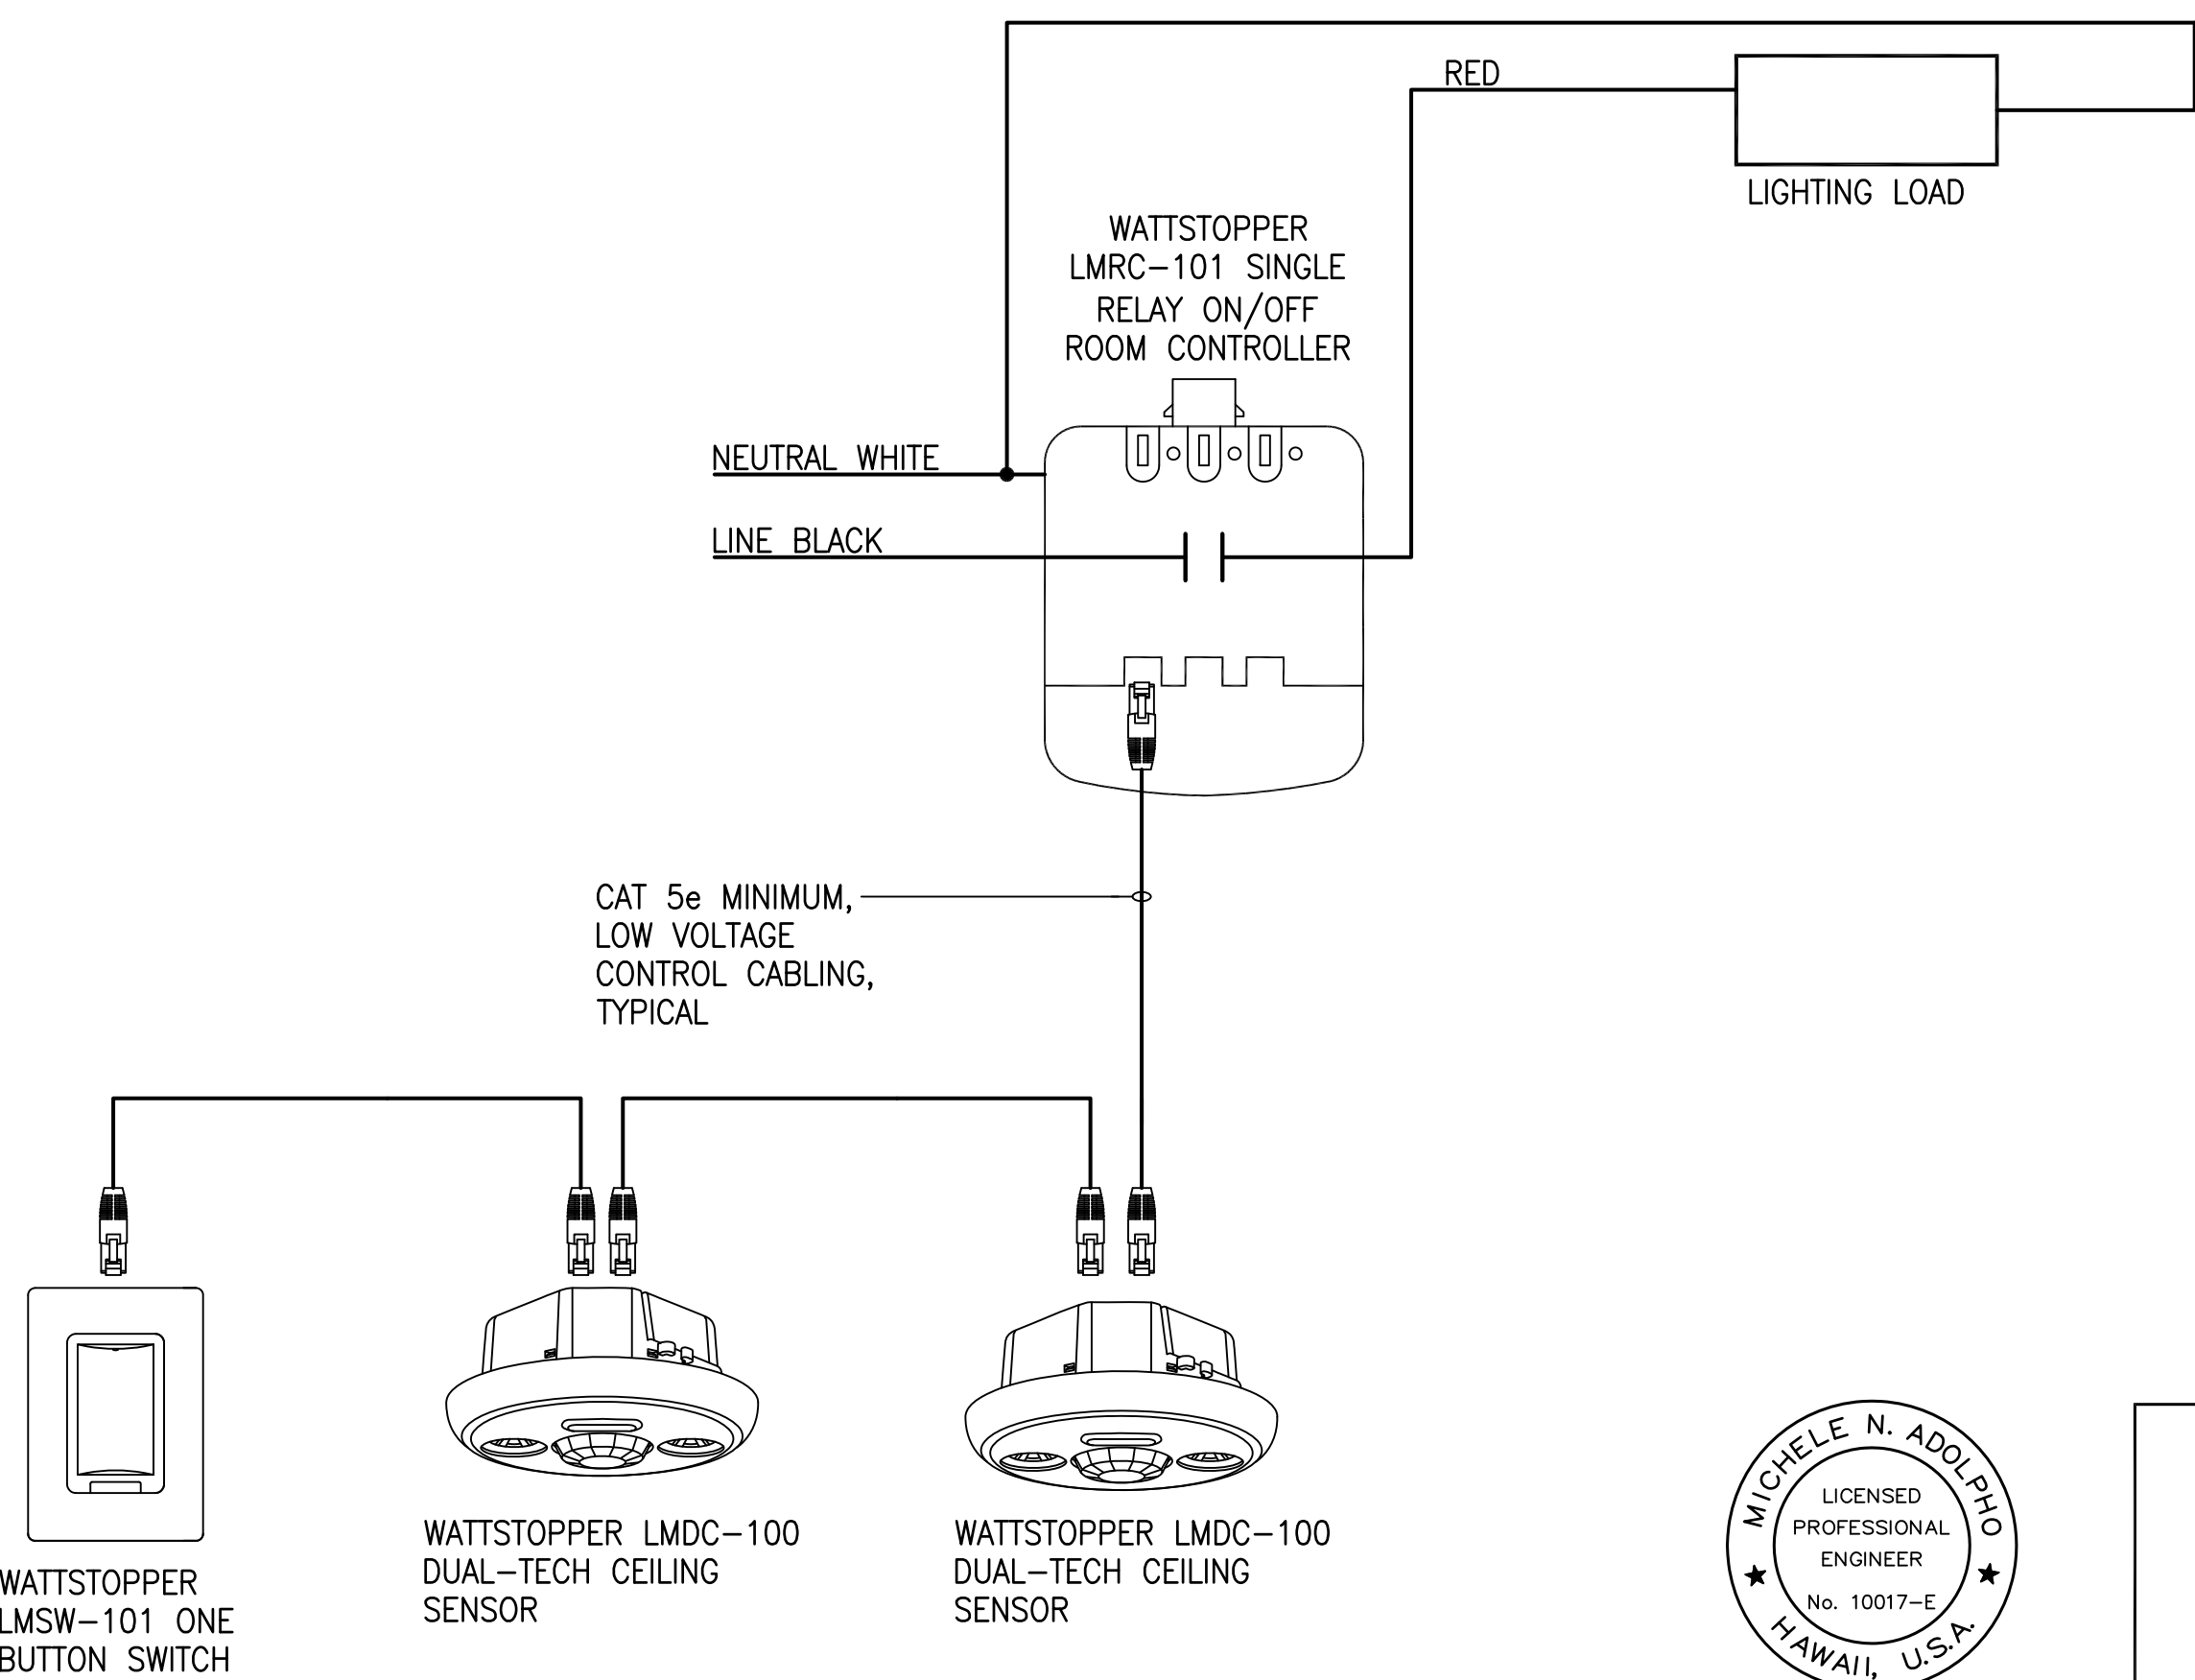 RED
LIGHTING LOAD
WATTSTOPPER
LMRC-101 SINGLE
RELAY ON/OFF
ROOM CONTROLLER
NEUTRAL WHITE
LINE BLACK
CAT 5e MINIMUM,
LOW VOLTAGE
CONTROL CABLING,
TYPICAL
WATTSTOPPER
LMSW-101 ONE
BUTTON SWITCH
WATTSTOPPER LMDC-100
DUAL-TECH CEILING
SENSOR
WATTSTOPPER LMDC-100
DUAL-TECH CEILING
SENSOR
MICHELE N. ADOLPHO
LICENSED
PROFESSIONAL
ENGINEER
No. 10017-E
HAWAII, U.S.A.